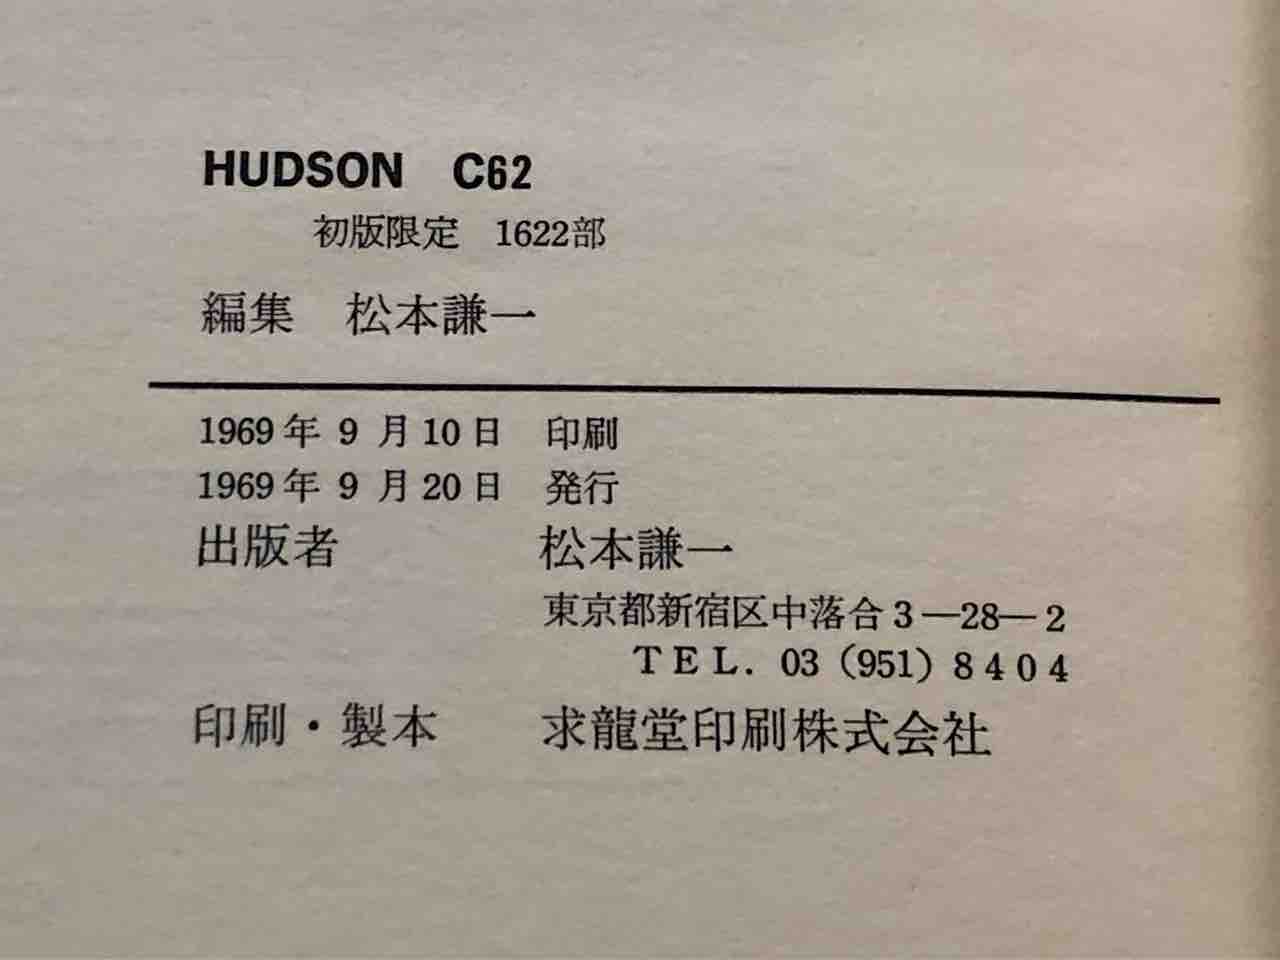 HUDSON C62
初版限定 1622部
編集 松本謙一
1969年9月10日 印刷
1969年9月20日 発行
出版者 松本謙一
東京都新宿区中落合3―28―2
TEL. 03 (951) 8404
印刷・製本 求龍堂印刷株式会社